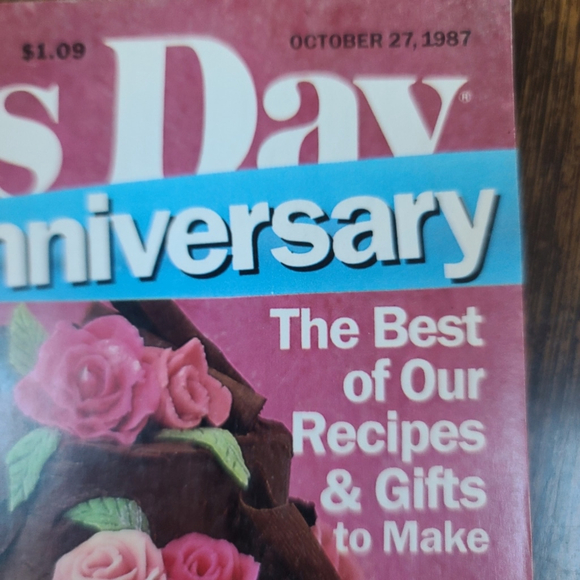 $1.09 OCTOBER 27, 1987
s Day®
nniversary
The Best
of Our
Recipes
& Gifts
to Make